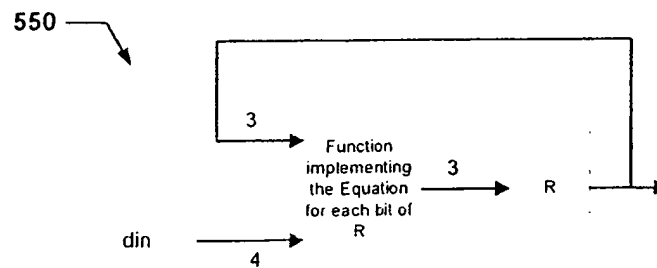 550
3
Function
implementing
the Equation
for each bit of
R
3
R
din
4